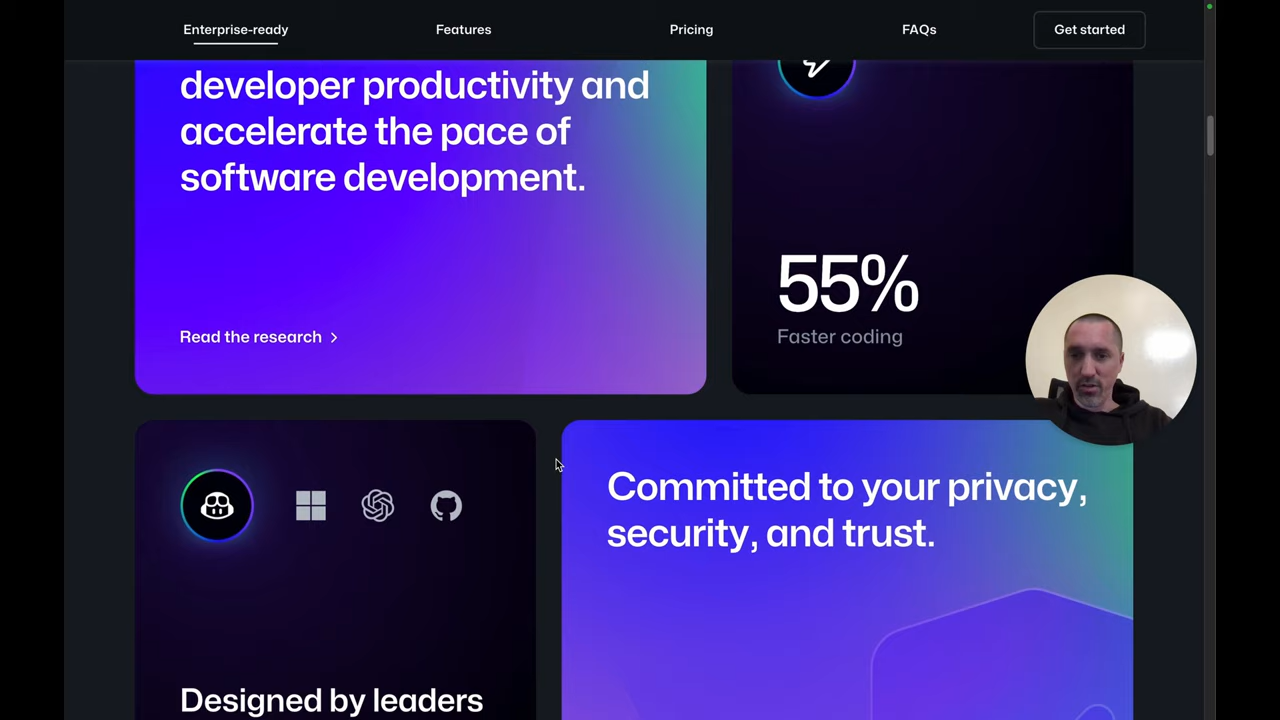 Enterprise-ready
Features
Pricing
FAQs
Get started
developer productivity and
accelerate the pace of
software development.
Read the research
55%
Faster coding
Committed to your privacy,
security, and trust.
Designed by leaders